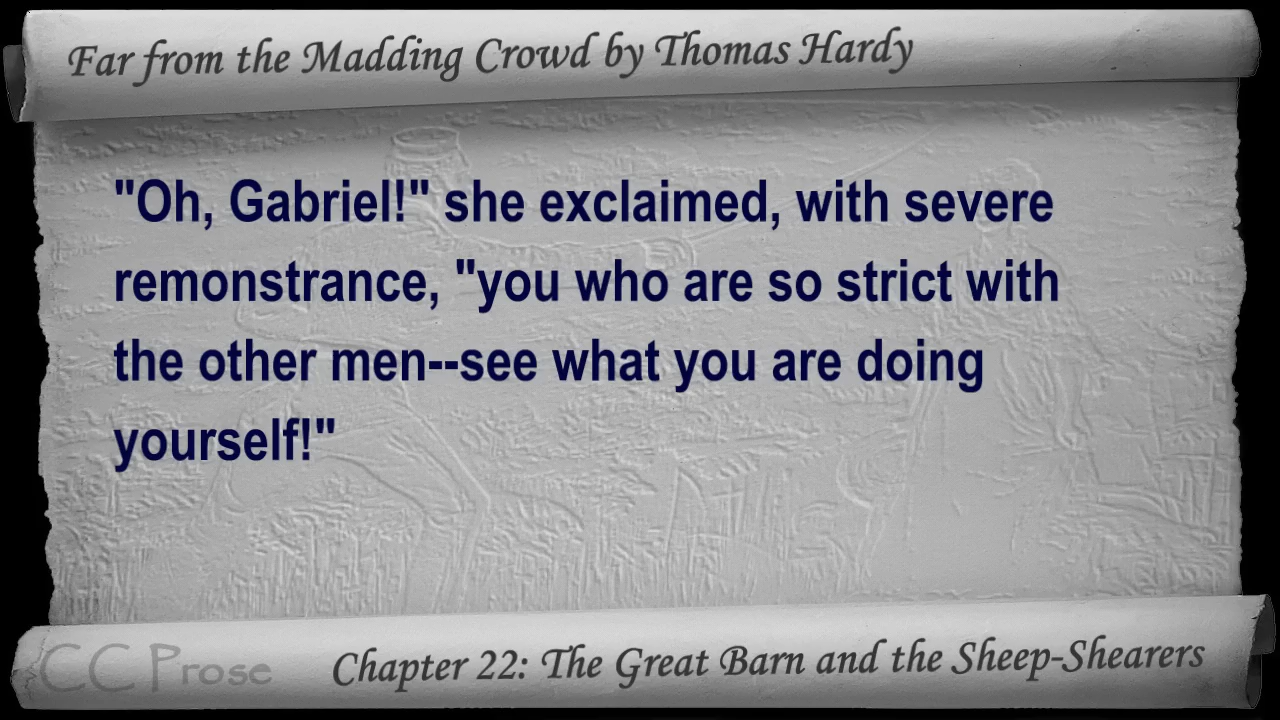 Far from the Madding Crowd by Thomas Hardy
"Oh, Gabriel!" she exclaimed, with severe
remonstrance, "you who are so strict with
the other men--see what you are doing
yourself!"
CC Prose
Chapter 22: The Great Barn and the Sheep-Shearers